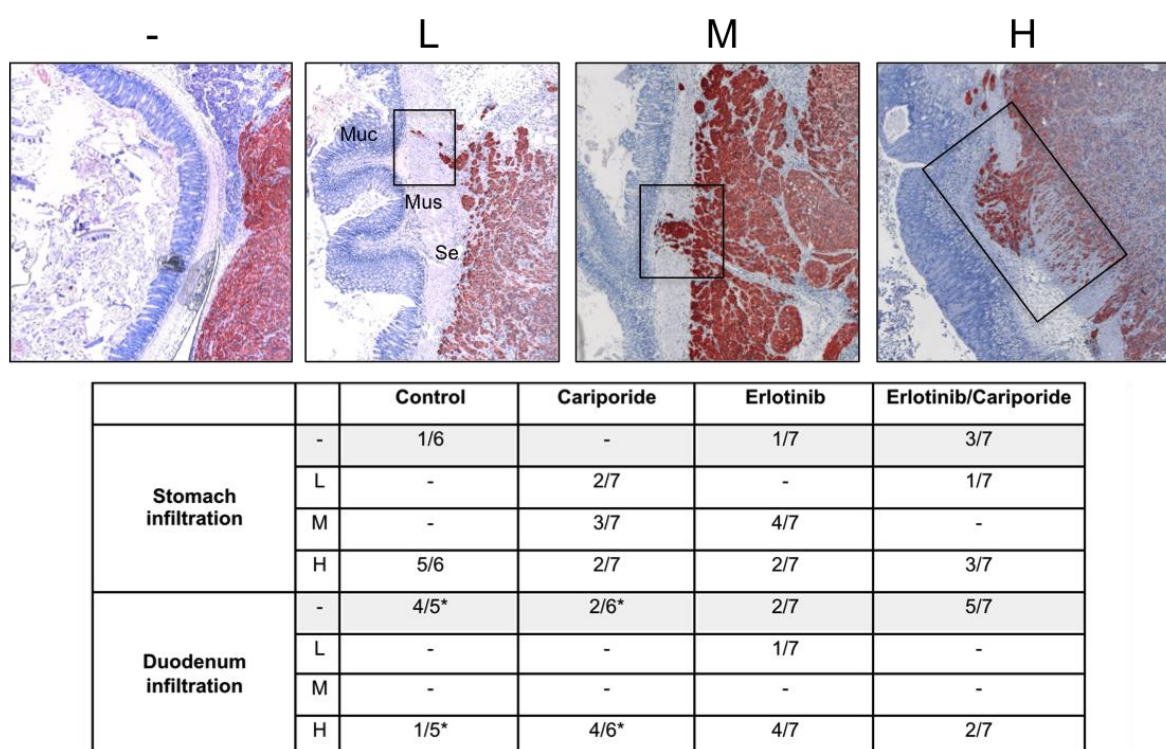 - L M H
Muc
Mus
Se
Control Cariporide Erlotinib Erlotinib/Cariporide
Stomach infiltration
- 1/6 - 1/7 3/7
L - 2/7 - 1/7
M - 3/7 4/7 -
H 5/6 2/7 2/7 3/7
Duodenum infiltration
- 4/5* 2/6* 2/7 5/7
L - - 1/7 -
M - - - -
H 1/5* 4/6* 4/7 2/7